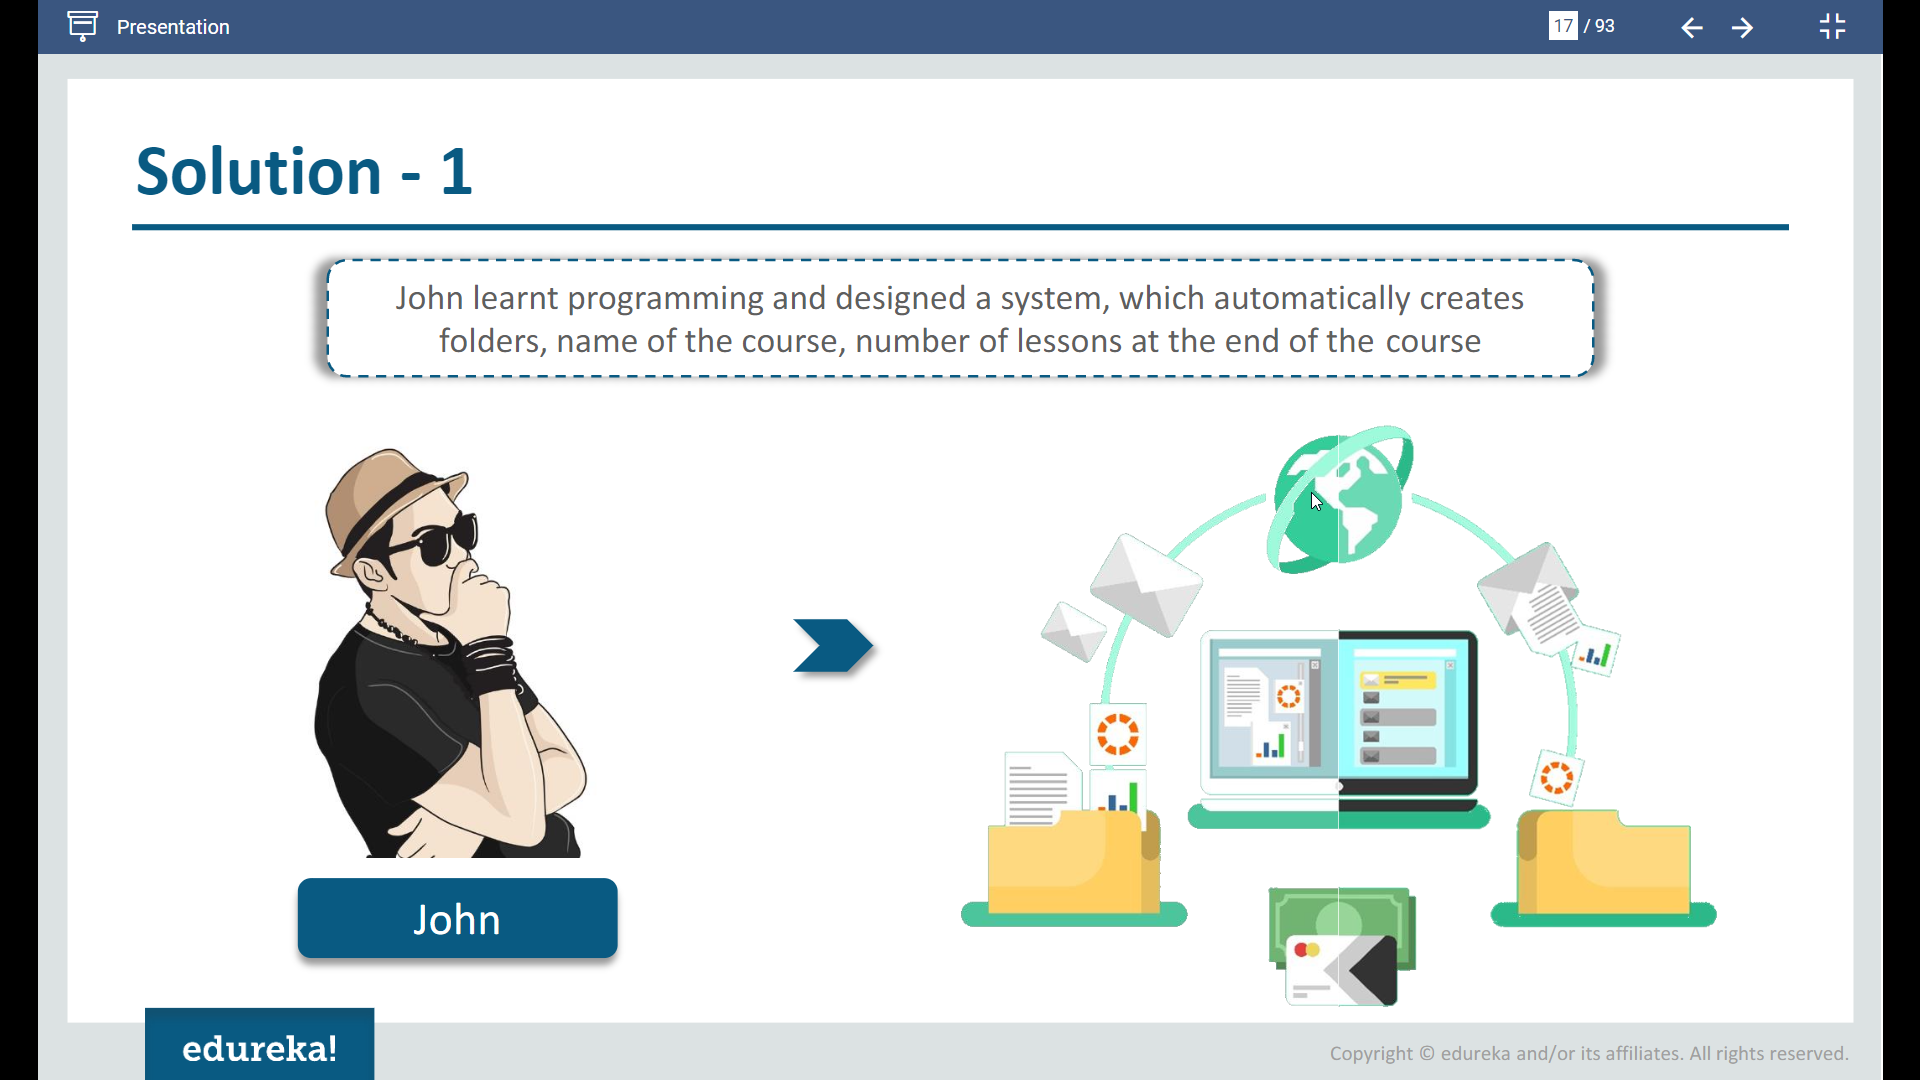 Presentation
17 / 93
Solution - 1
John learnt programming and designed a system, which automatically creates
folders, name of the course, number of lessons at the end of the course
John
edureka!
Copyright © edureka and/or its affiliates. All rights reserved.